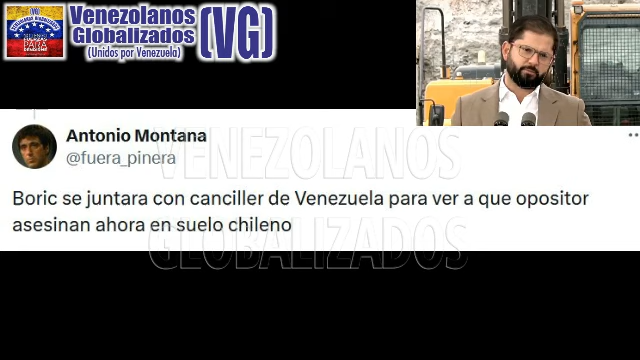 Venezolanos
Globalizados
(Unidos por Venezuela)
(VG)
(VG)
Antonio Montana
@fuera_pinera
Boric se juntara con canciller de Venezuela para ver a que opositor
asesinan ahora en suelo chileno
VENEZOLANOS
GLOBALIZADOS